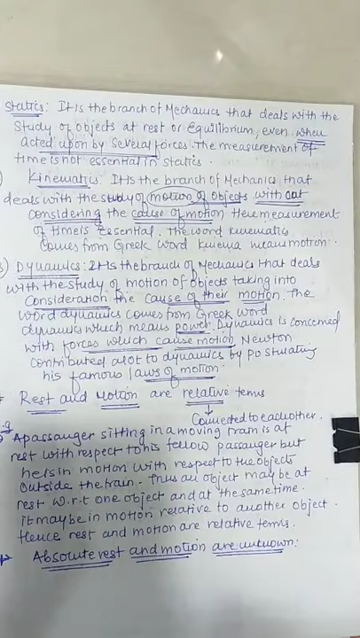 Statics: It is the branch of Mechanics that deals with the
study of objects at rest or Equilibrium, even when
acted upon by several forces. The measurement of
time is not essential in statics.
) Kinematics: It is the branch of Mechanics that
deals with the study of motion of objects with out
considering the cause of motion. Here measurement
of time is Essential. The word kinematics
comes from Greek word means motion.
) Dynamics: It is the branch of Mechanics that deals
with the study of motion of objects taking into
Consideration the cause of their motion. The
word dynamics comes from Greek word
dynamis which means power. Dynamics is concerned
with forces which cause motion. Newton
contributed a lot to dynamics by postulating
his famous laws of motion.
* Rest and Motion are relative terms
↓
Connected to each other.
A passanger sitting in a moving train is at
rest with respect to his fellow passanger but
he is in motion with respect to the objects
outside the train. Thus an object may be at
rest w.r.t one object and at the same time.
it may be in motion relative to another object.
Hence rest and motion are relative terms.
* Absolute rest and motion are unknown.